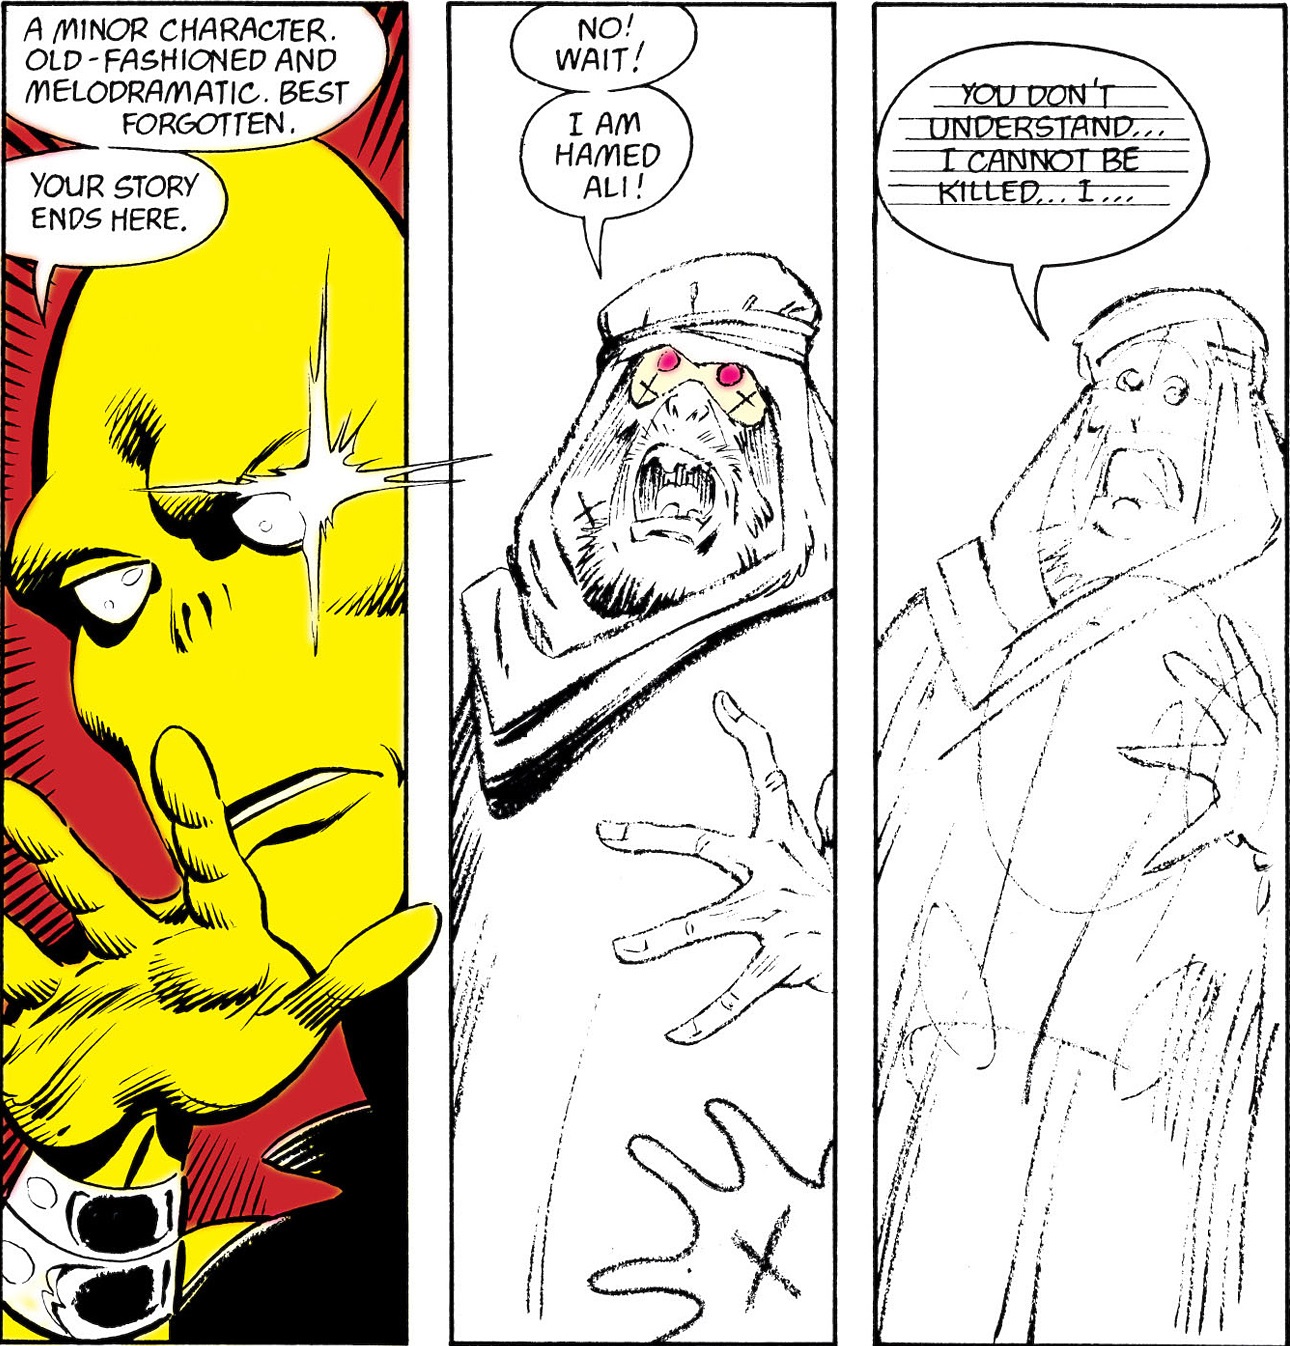 A MINOR CHARACTER.
OLD-FASHIONED AND
MELODRAMATIC. BEST
FORGOTTEN.
YOUR STORY
ENDS HERE.
NO!
WAIT!
I AM
HAMED
ALI!
YOU DON'T
UNDERSTAND...
I CANNOT BE
KILLED... I...